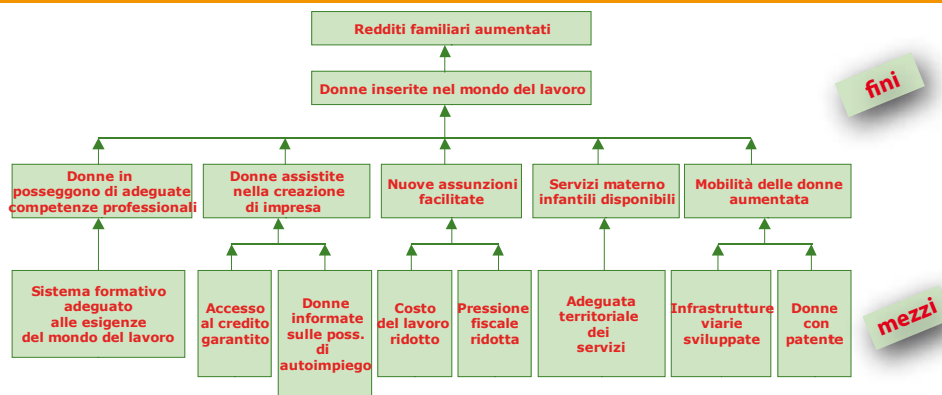 Redditi familiari aumentati
Donne inserite nel mondo del lavoro
fini
Donne in
posseggono di adeguate
competenze professionali
Donne assistite
nella creazione
di impresa
Nuove assunzioni
facilitate
Servizi materno
infantili disponibili
Mobilità delle donne
aumentata
Sistema formativo
adeguato
alle esigenze
del mondo del lavoro
Accesso
al credito
garantito
Donne
informate
sulle poss.
di
autoimpiego
Costo
del lavoro
ridotto
Pressione
fiscale
ridotta
Adeguata
territoriale
dei
servizi
Infrastrutture
viarie
sviluppate
Donne
con
patente
mezzi